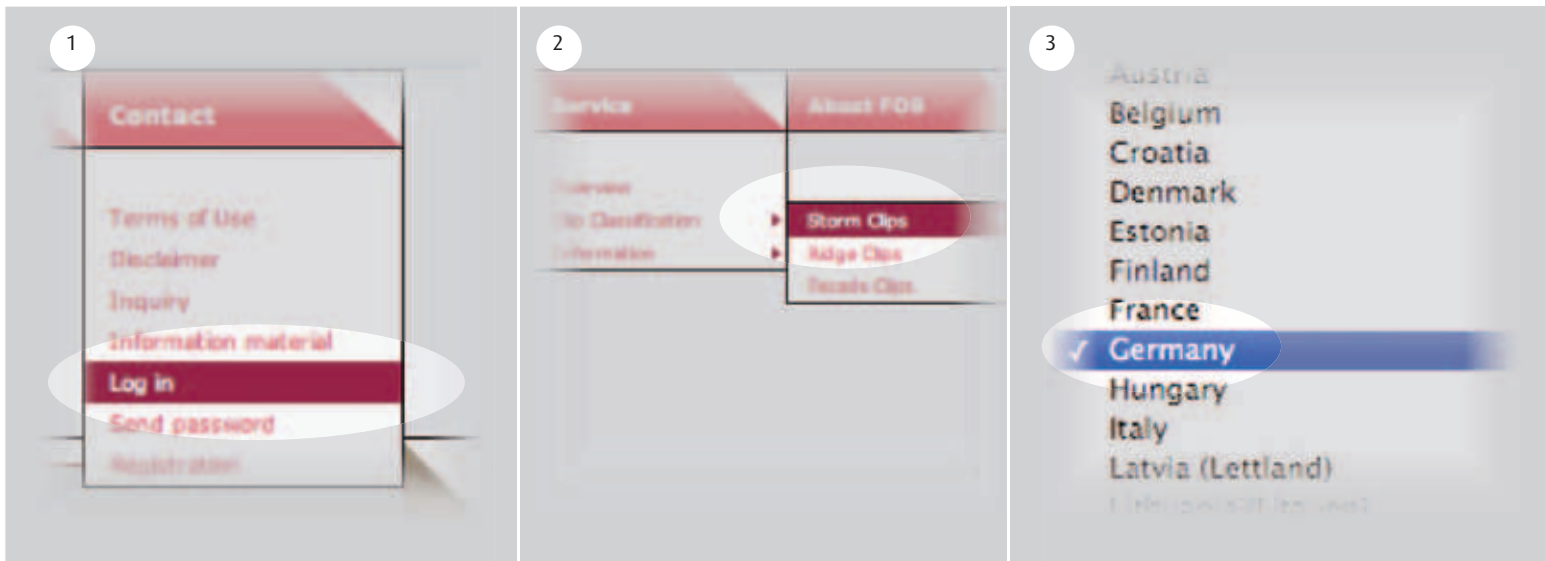 1
Contact
Terms of Use
Disclaimer
Inquiry
Information material
Log in
Send password
Registration
2
Service
About FOS
Overview
Clip Classification
Storm Clips
Information
Ridge Clips
Facade Clips
3
Austria
Belgium
Croatia
Denmark
Estonia
Finland
France
✓ Germany
Hungary
Italy
Latvia (Lettland)